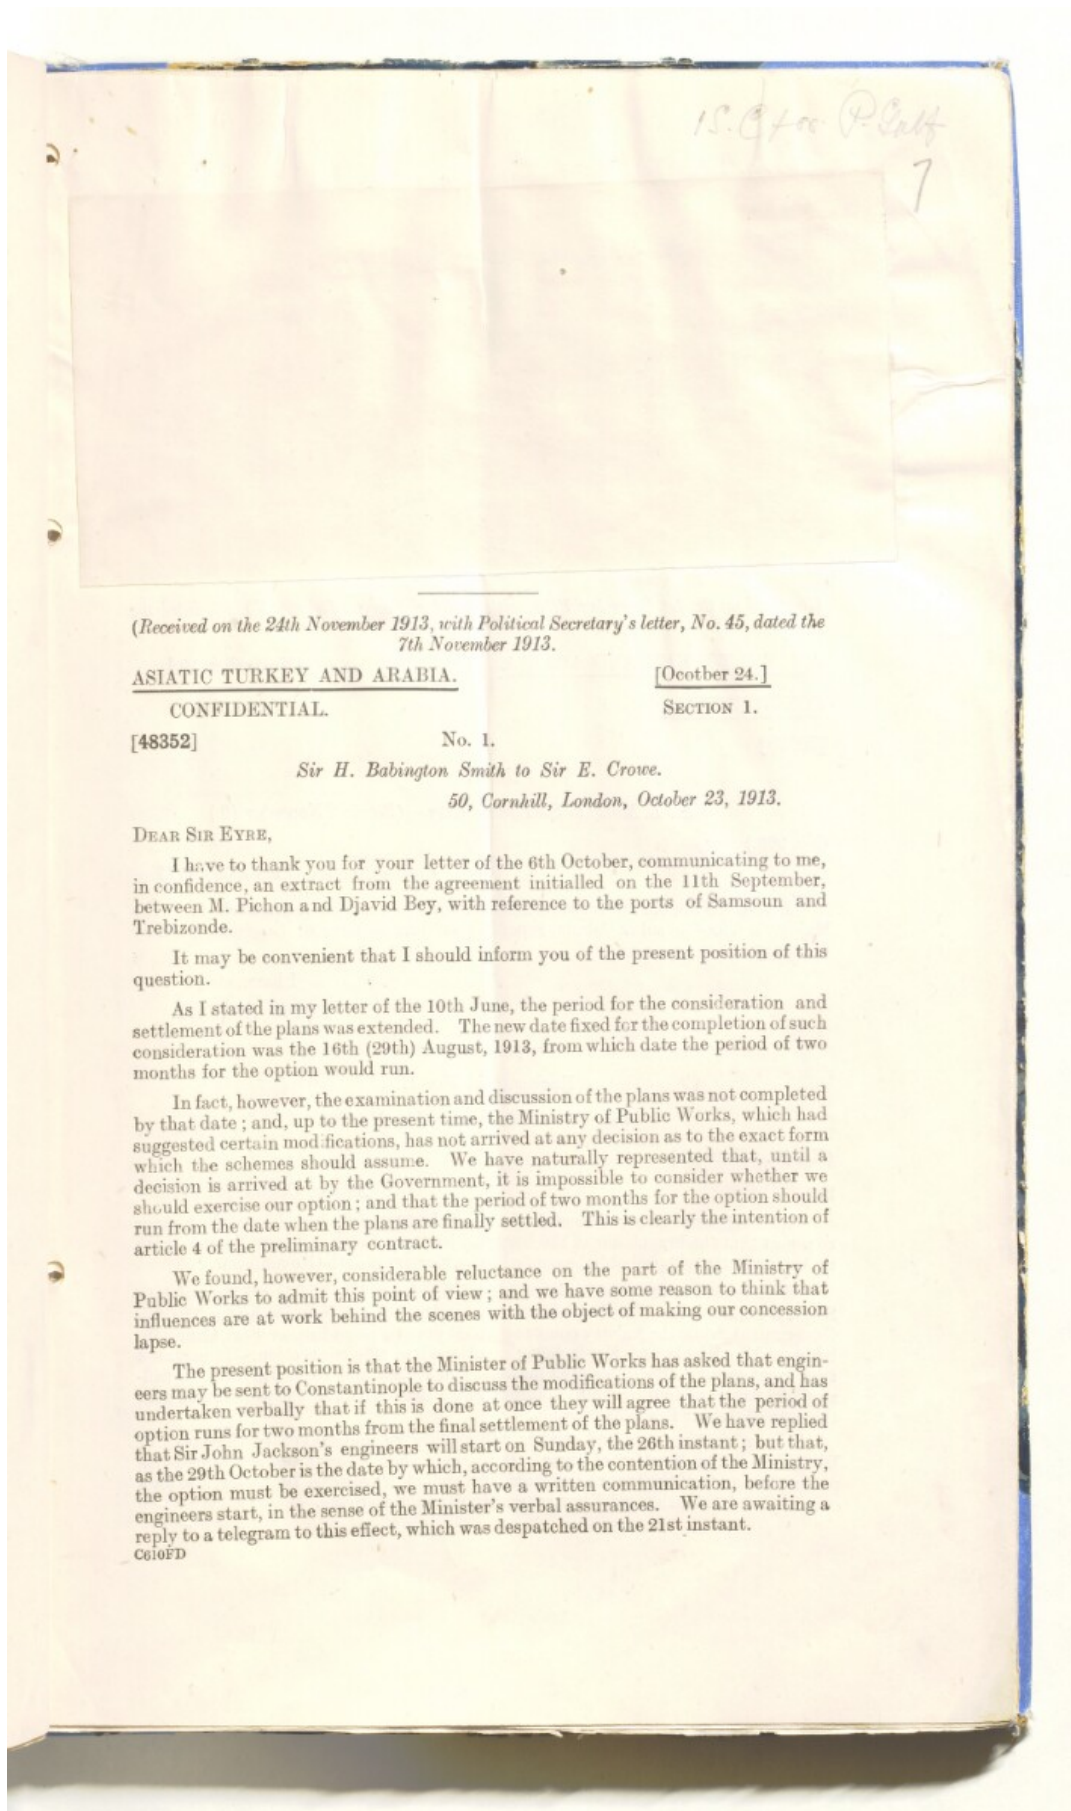 7
(Received on the 24th November 1913, with Political Secretary's letter, No. 45, dated the
7th November 1913.
ASIATIC TURKEY AND ARABIA.
[Ocotber 24.]
CONFIDENTIAL.
SECTION 1.
[48352]
No. 1.
Sir H. Babington Smith to Sir E. Crowe.
50, Cornhill, London, October 23, 1913.
DEAR SIR EYRE,
I have to thank you for your letter of the 6th October, communicating to me,
in confidence, an extract from the agreement initialled on the 11th September,
between M. Pichon and Djavid Bey, with reference to the ports of Samsoun and
Trebizonde.
It may be convenient that I should inform you of the present position of this
question.
As I stated in my letter of the 10th June, the period for the consideration and
settlement of the plans was extended. The new date fixed for the completion of such
consideration was the 16th (29th) August, 1913, from which date the period of two
months for the option would run.
In fact, however, the examination and discussion of the plans was not completed
by that date; and, up to the present time, the Ministry of Public Works, which had
suggested certain modifications, has not arrived at any decision as to the exact form
which the schemes should assume. We have naturally represented that, until a
decision is arrived at by the Government, it is impossible to consider whether we
should exercise our option; and that the period of two months for the option should
run from the date when the plans are finally settled. This is clearly the intention of
article 4 of the preliminary contract.
We found, however, considerable reluctance on the part of the Ministry of
Public Works to admit this point of view; and we have some reason to think that
influences are at work behind the scenes with the object of making our concession
lapse.
The present position is that the Minister of Public Works has asked that engin-
eers may be sent to Constantinople to discuss the modifications of the plans, and has
undertaken verbally that if this is done at once they will agree that the period of
option runs for two months from the final settlement of the plans. We have replied
that Sir John Jackson's engineers will start on Sunday, the 26th instant; but that,
as the 29th October is the date by which, according to the contention of the Ministry,
the option must be exercised, we must have a written communication, before the
engineers start, in the sense of the Minister's verbal assurances. We are awaiting a
reply to a telegram to this effect, which was despatched on the 21st instant.
C610FD